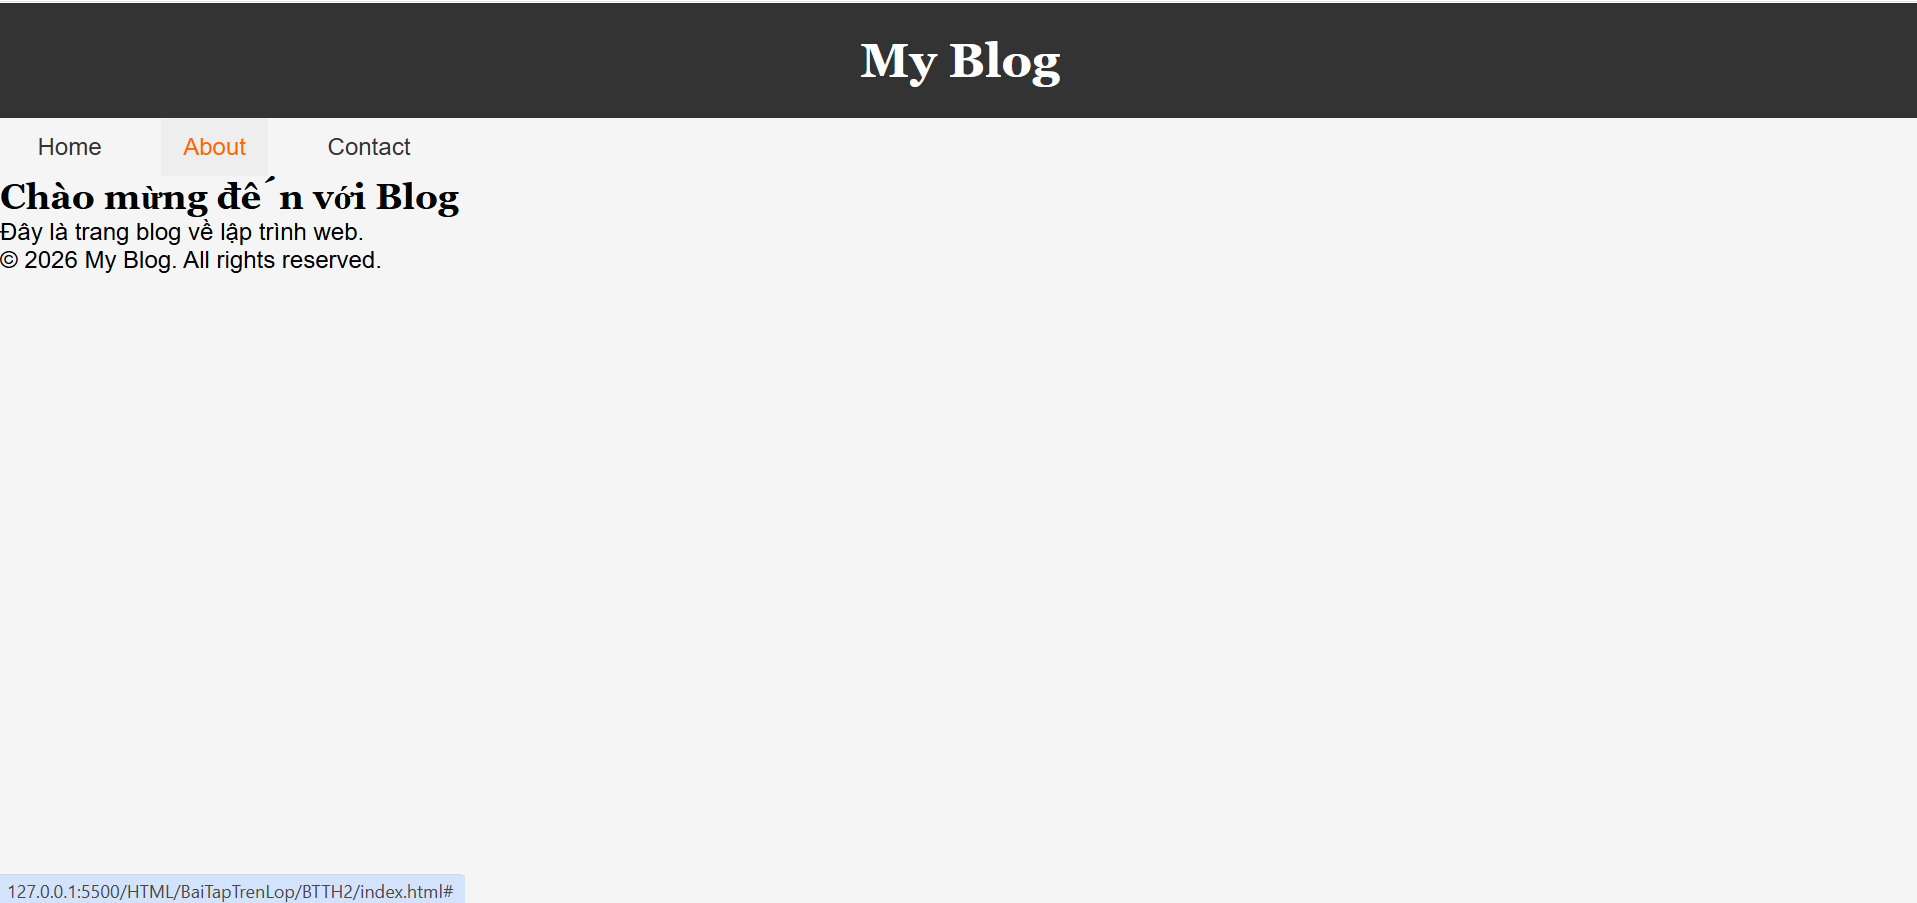 My Blog
Home About Contact
Chào mừng đến với Blog
Đây là trang blog về lập trình web.
© 2026 My Blog. All rights reserved.
127.0.0.1:5500/HTML/BaiTapTrenLop/BTTH2/index.html#